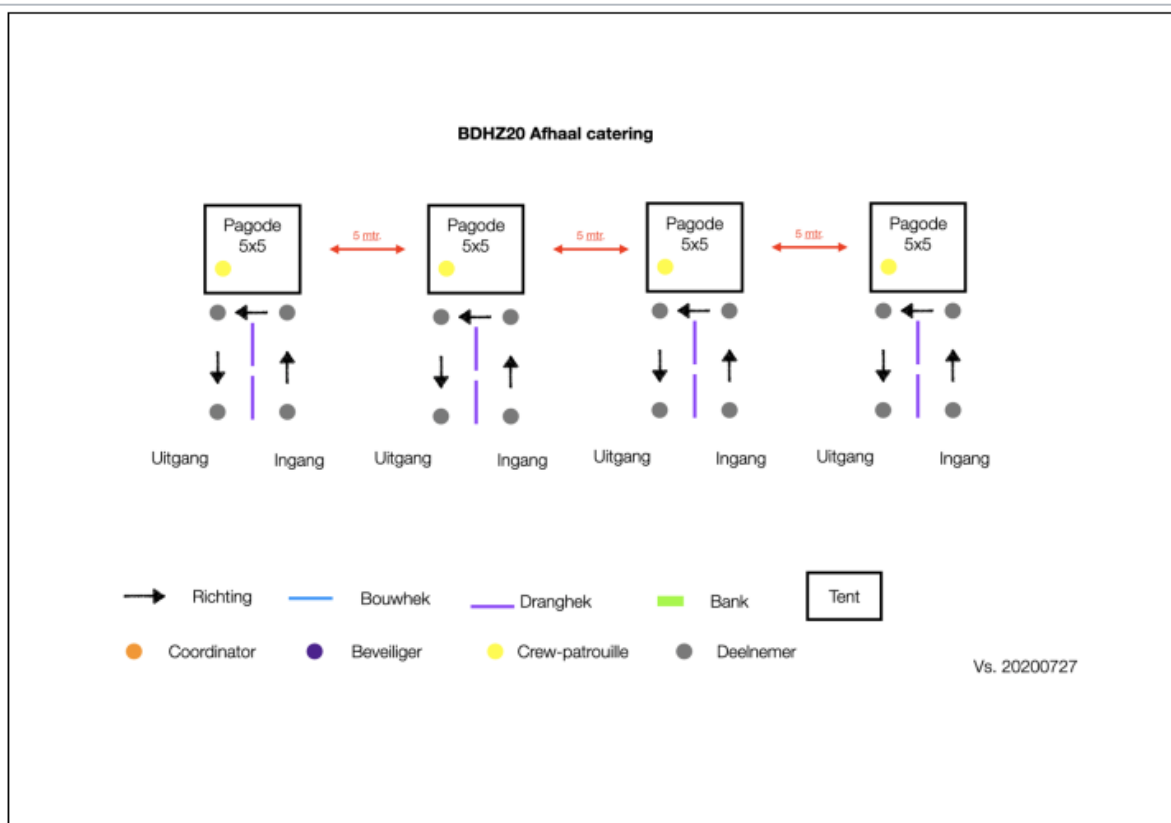 BDHZ20 Afhaal catering
Pagode
5x5
5 mtr.
Pagode
5x5
5 mtr.
Pagode
5x5
5 mtr.
Pagode
5x5
Uitgang
Ingang
Uitgang
Ingang
Uitgang
Ingang
Uitgang
Ingang
Richting
Bouwhek
Dranghek
Bank
Tent
Coordinator
Beveiliger
Crew-patrouille
Deelnemer
Vs. 20200727